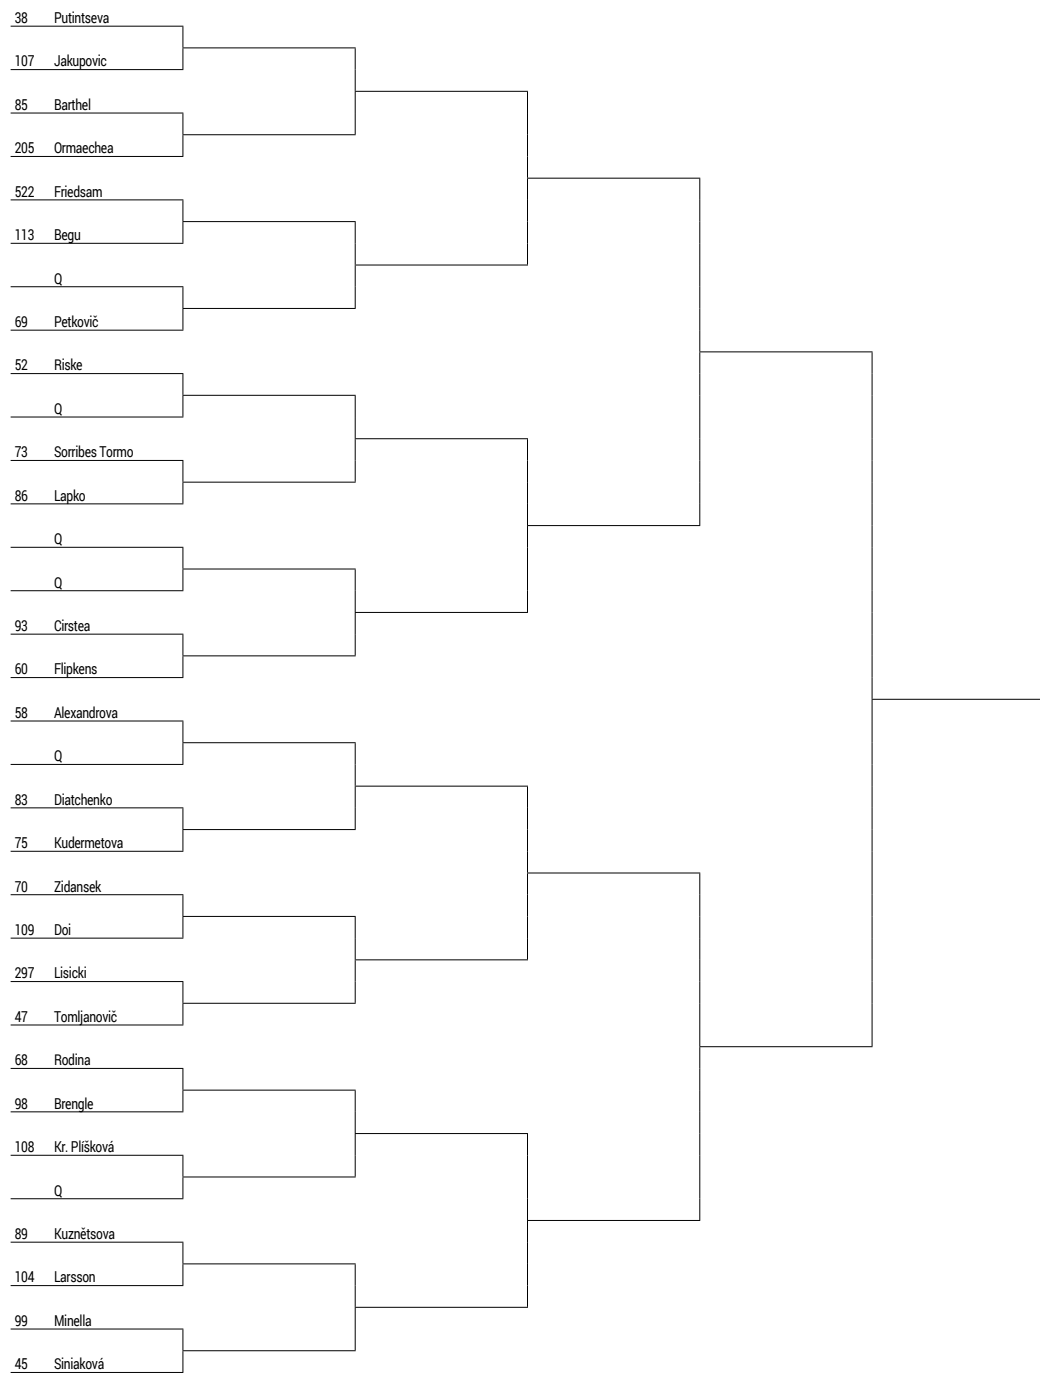 38 Putintseva
107 Jakupovic
85 Barthel
205 Ormaechea
522 Friedsam
113 Begu
Q
69 Petkovič
52 Riske
Q
73 Sorribes Tormo
86 Lapko
Q
Q
93 Cirstea
60 Flipkens
58 Alexandrova
Q
83 Diatchenko
75 Kudermetova
70 Zidansek
109 Doi
297 Lisicki
47 Tomljanovič
68 Rodina
98 Brengle
108 Kr. Plíšková
Q
89 Kuznětsova
104 Larsson
99 Minella
45 Siniaková